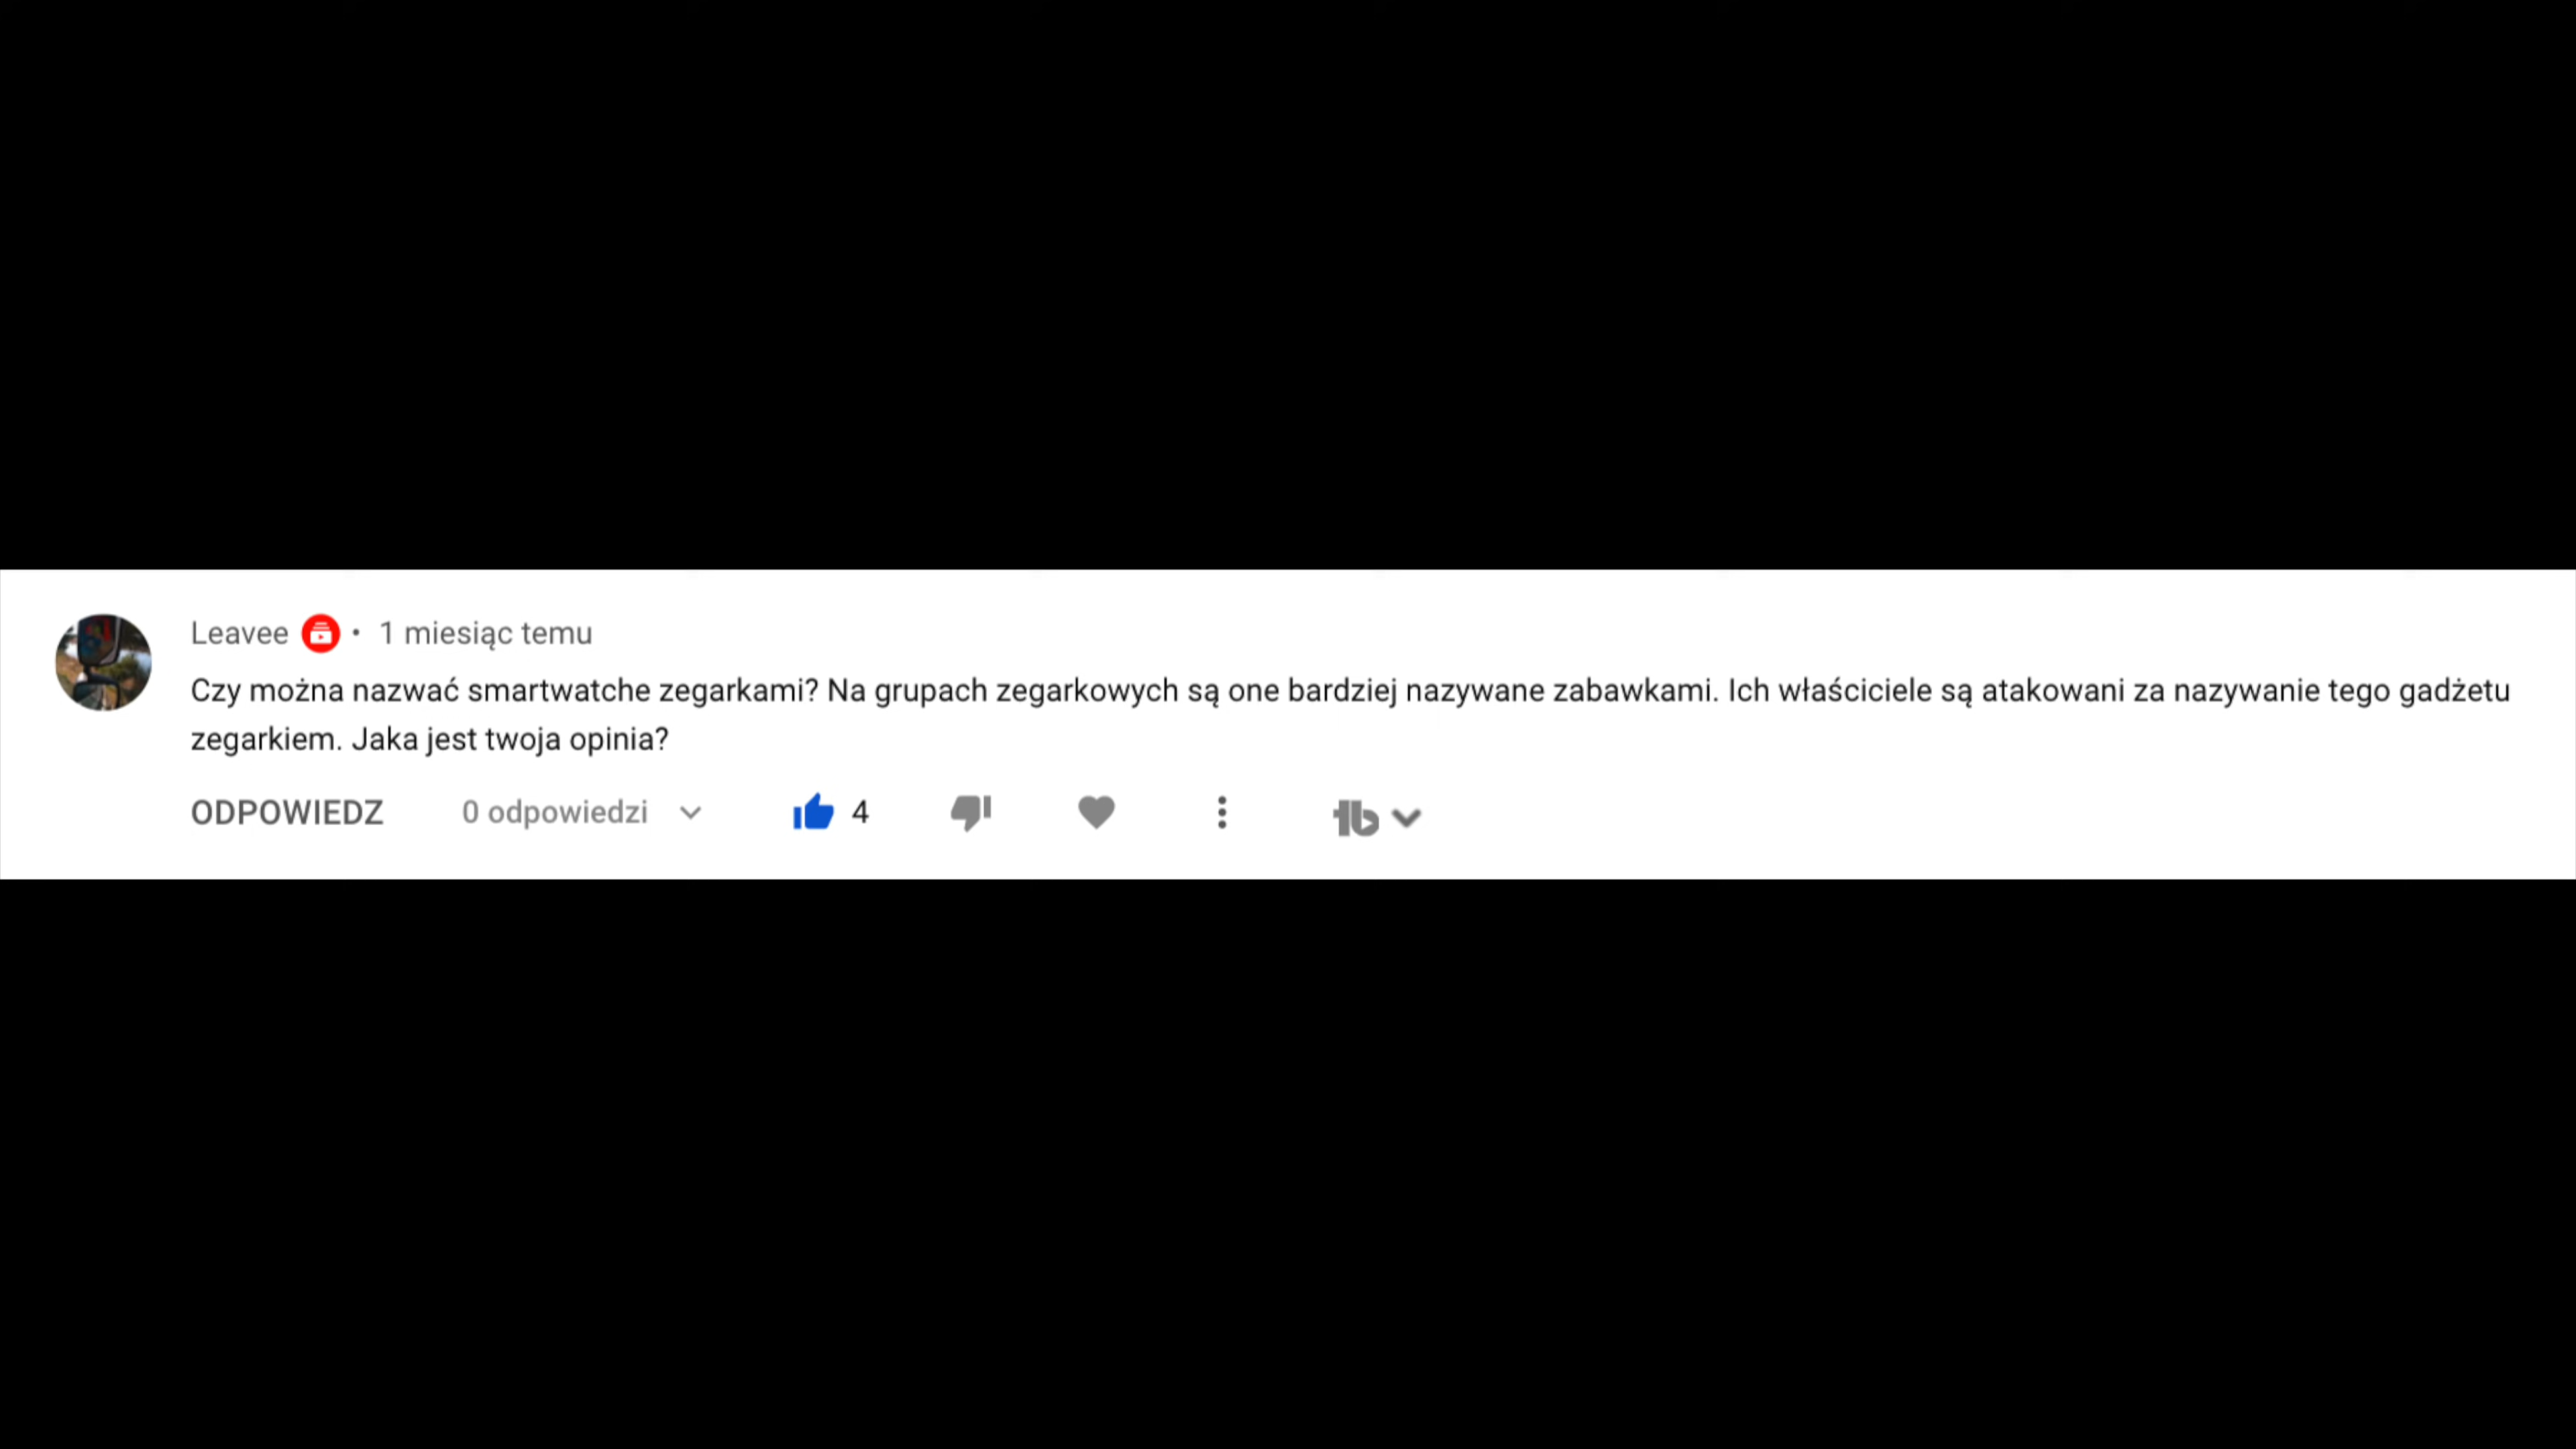 Leavee • 1 miesiąc temu
Czy można nazwać smartwatche zegarkami? Na grupach zegarkowych są one bardziej nazywane zabawkami. Ich właściciele są atakowani za nazywanie tego gadżetu
zegarkiem. Jaka jest twoja opinia?
ODPOWIEDZ 0 odpowiedzi 4 tb